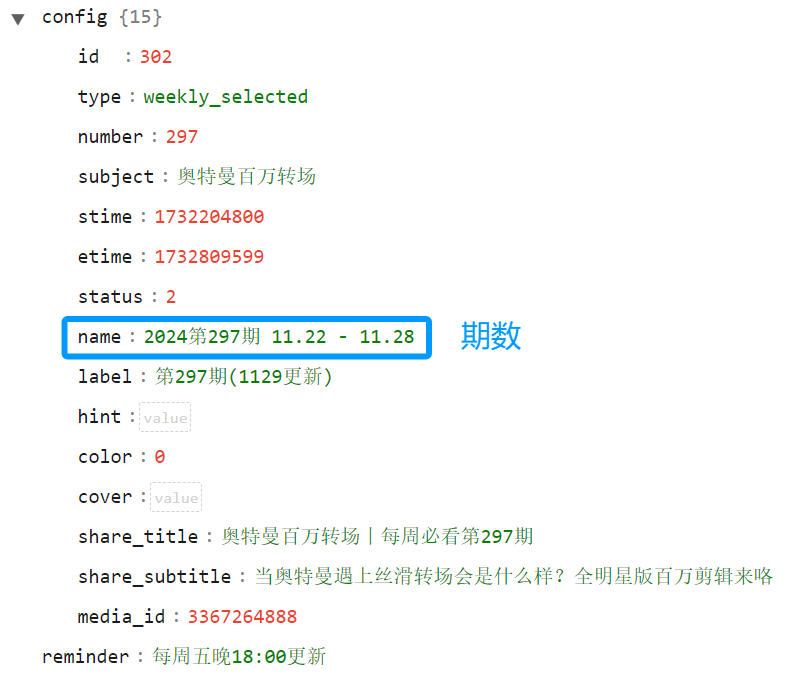 ▼ config {15}
id : 302
type : weekly_selected
number : 297
subject : 奥特曼百万转场
stime : 1732204800
etime : 1732809599
status : 2
name : 2024第297期 11.22 - 11.28 期数
label : 第297期(1129更新)
hint : value
color : 0
cover : value
share_title : 奥特曼百万转场丨每周必看第297期
share_subtitle : 当奥特曼遇上丝滑转场会是什么样？全明星版百万剪辑来咯
media_id : 3367264888
reminder : 每周五晚18:00更新